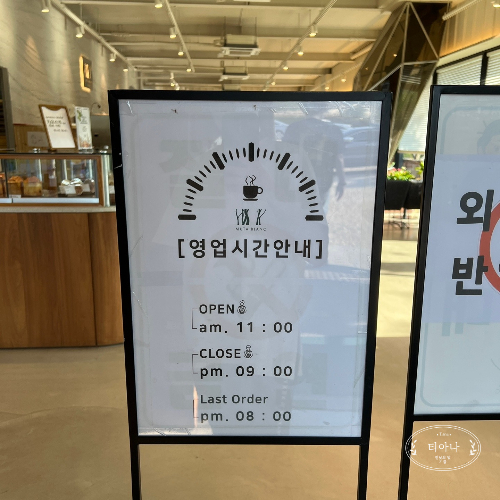 [영업시간안내]
OPEN
am. 11 : 00
CLOSE
pm. 09 : 00
Last Order
pm. 08 : 00
외
반
티아나